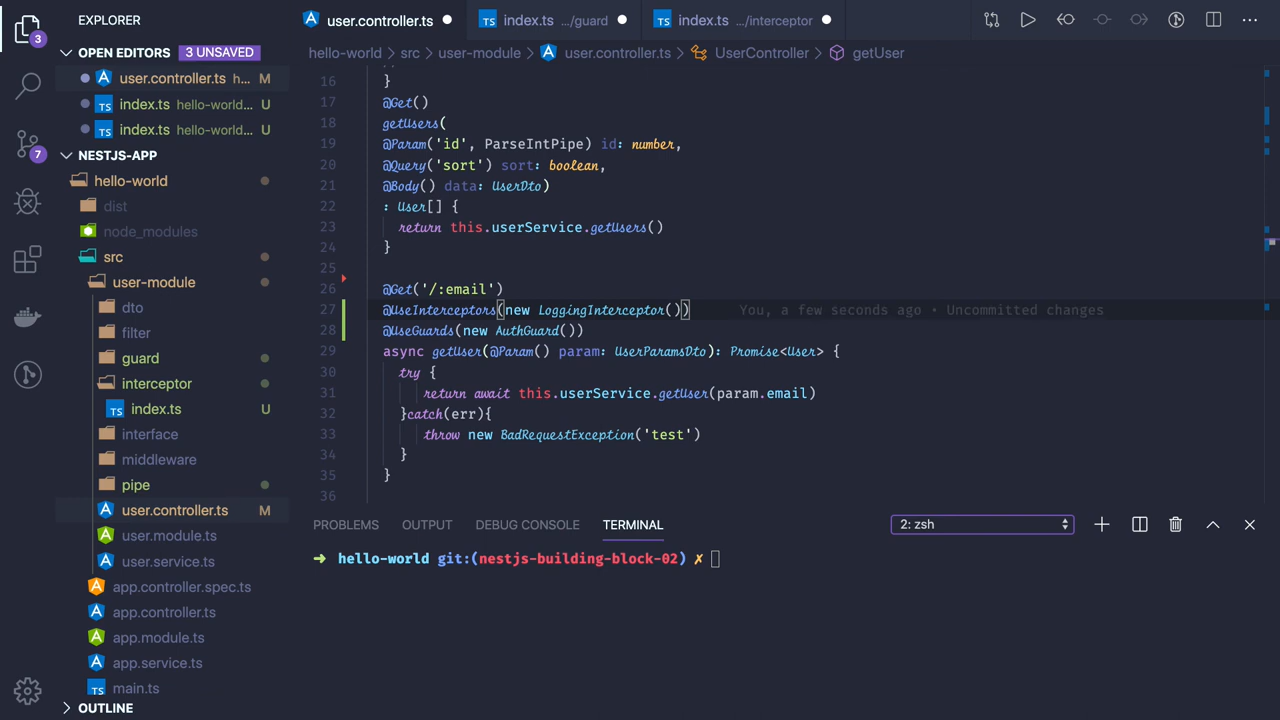 EXPLORER
user.controller.ts
TS index.ts .../guard
TS index.ts .../interceptor
OPEN EDITORS 3 UNSAVED
hello-world > src > user-module > user.controller.ts > UserController > getUser
user.controller.ts h... M
TS index.ts hello-world... U
TS index.ts hello-world... U
NESTJS-APP
hello-world
dist
node_modules
src
user-module
dto
filter
guard
interceptor
TS index.ts U
interface
middleware
pipe
user.controller.ts M
user.module.ts
user.service.ts
app.controller.spec.ts
app.controller.ts
app.module.ts
app.service.ts
TS main.ts
OUTLINE
3
7
16 }
17 @Get()
18 getUsers(
19 @Param('id', ParseIntPipe) id: number,
20 @Query('sort') sort: boolean,
21 @Body() data: UserDto)
22 : User[] {
23 return this.userService.getUsers()
24 }
25
26 @Get('/:email')
27 @UseInterceptors(new LoggingInterceptor()) You, a few seconds ago • Uncommitted changes
28 @UseGuards(new AuthGuard())
29 async getUser(@Param() param: UserParamsDto): Promise<User> {
30 try {
31 return await this.userService.getUser(param.email)
32 }catch(err){
33 throw new BadRequestException('test')
34 }
35 }
36
PROBLEMS OUTPUT DEBUG CONSOLE TERMINAL 2: zsh
→ hello-world git:(nestjs-building-block-02) ✗